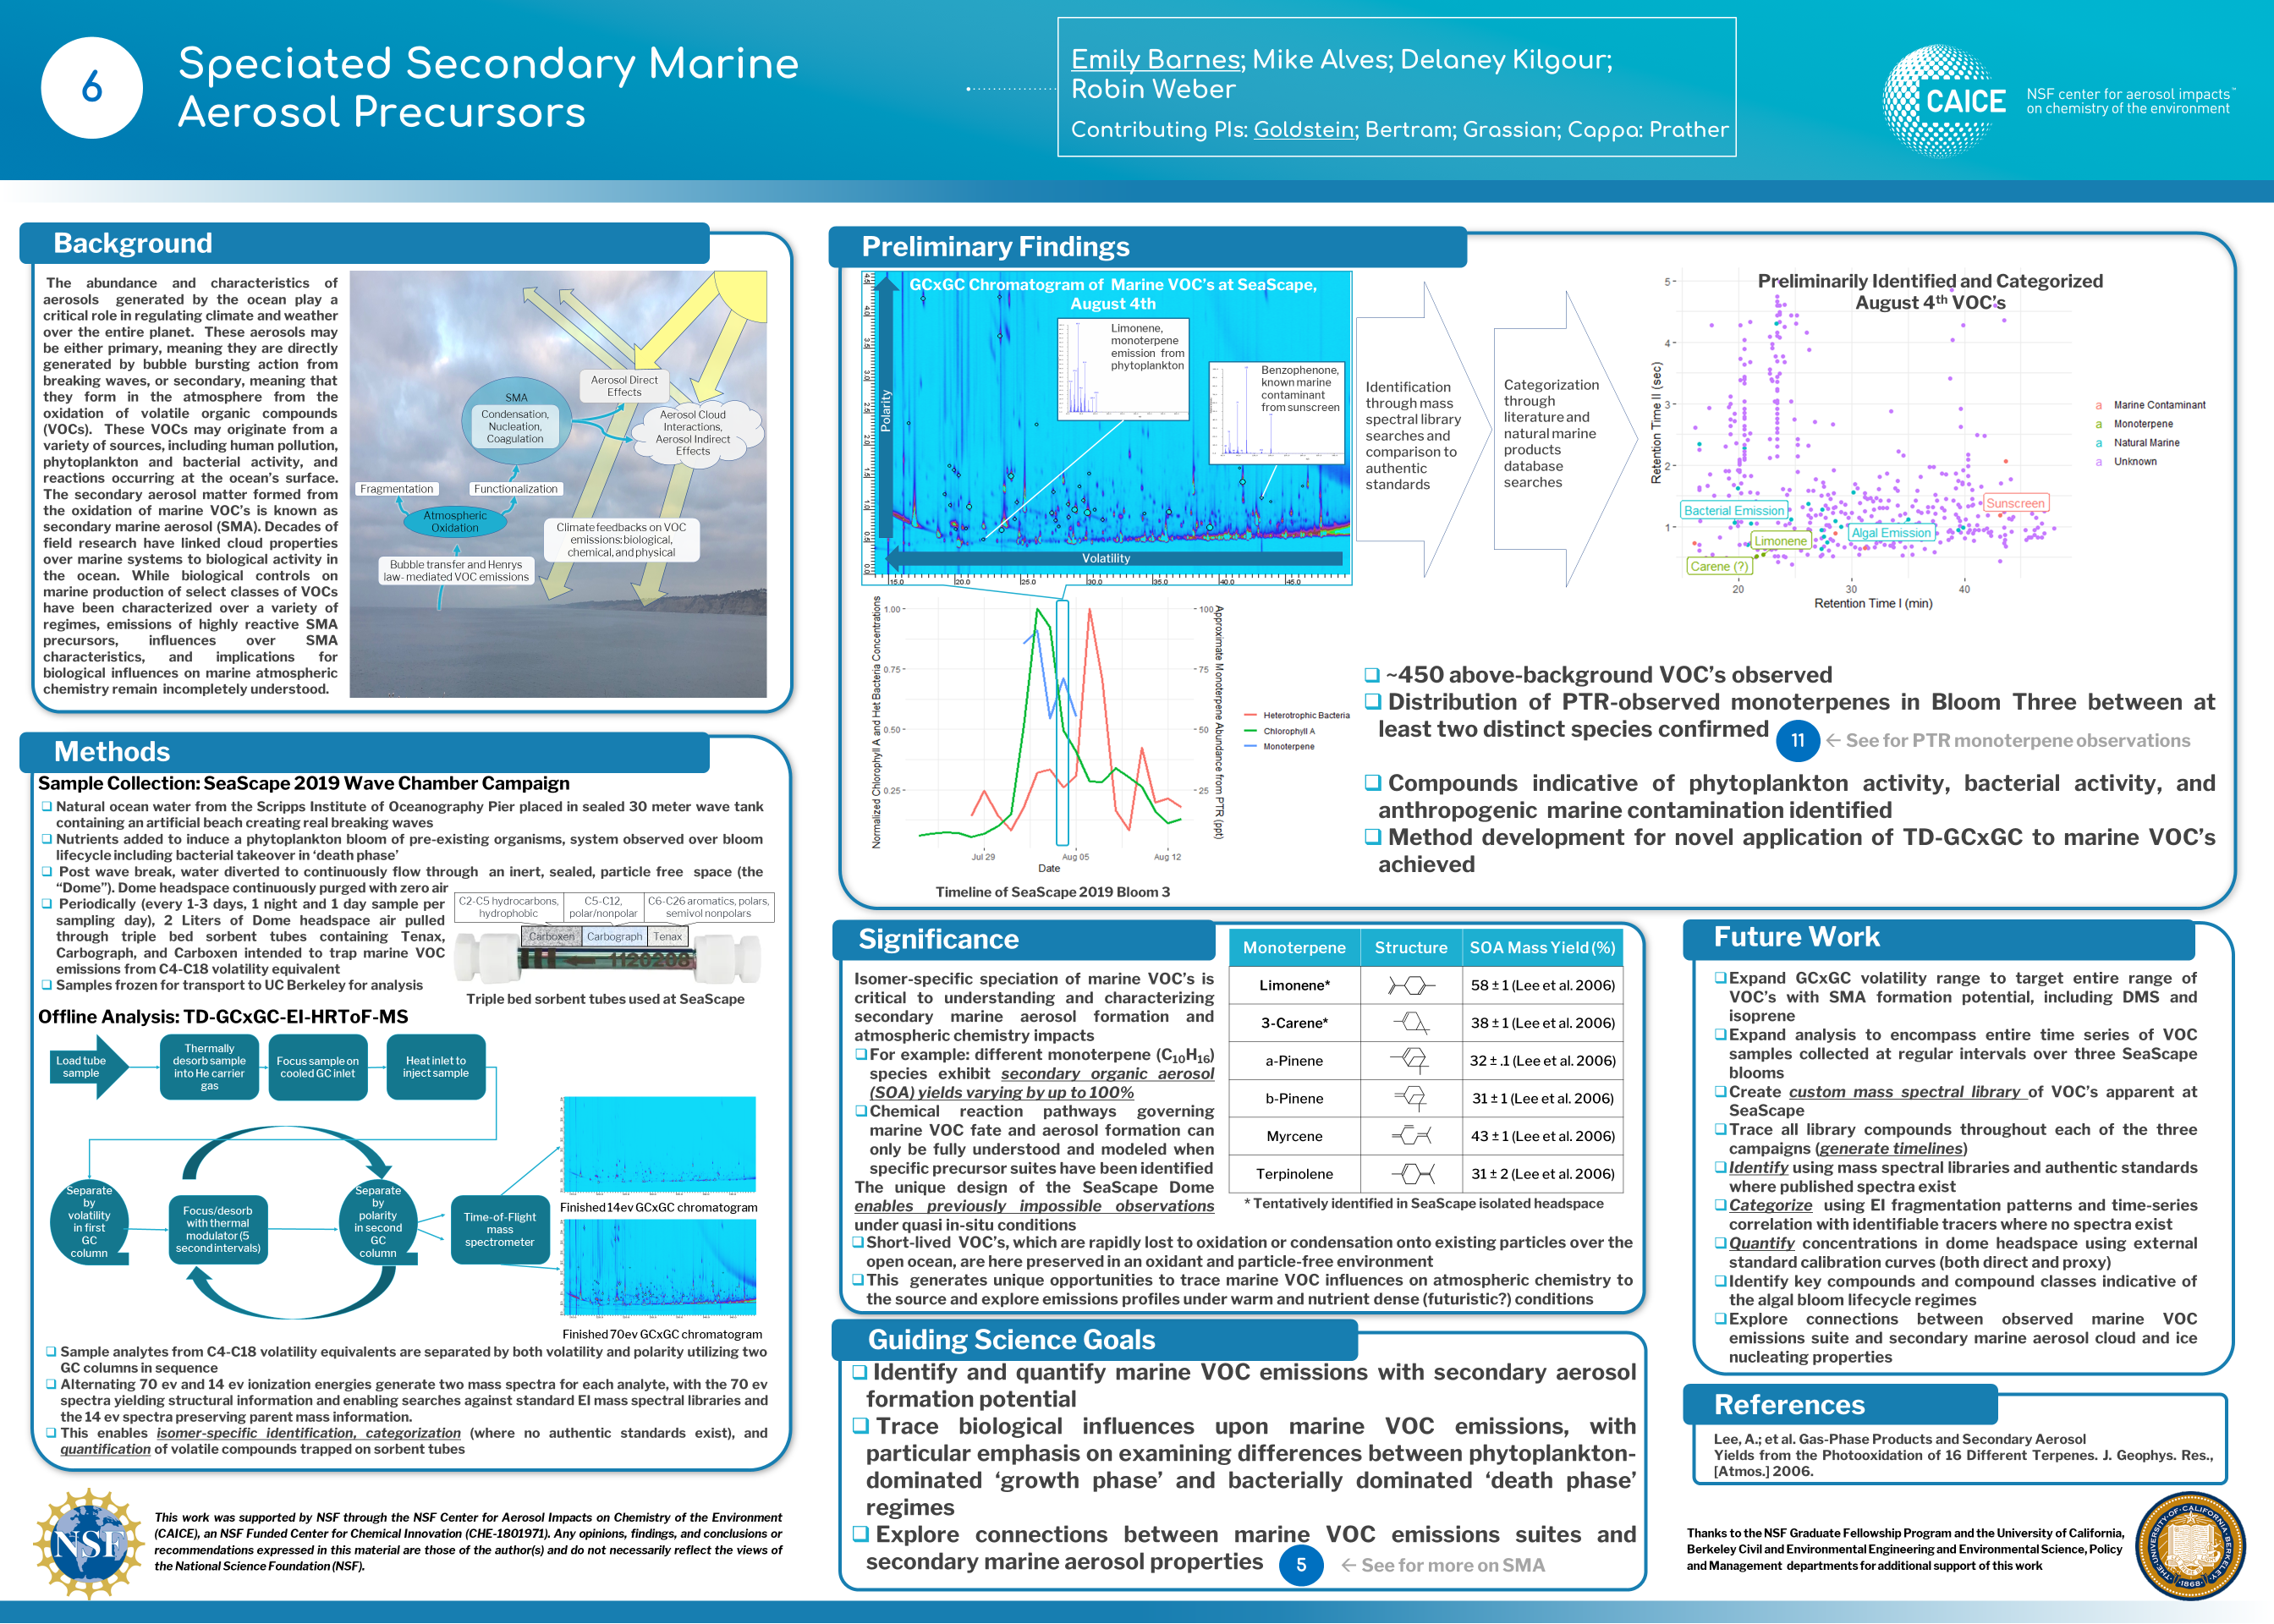 6
Speciated Secondary Marine
Aerosol Precursors
Emily Barnes; Mike Alves; Delaney Kilgour;
Robin Weber
Contributing PIs: Goldstein; Bertram; Grassian; Cappa: Prather
CAICE
NSF center for aerosol impacts™
on chemistry of the environment
Background
The abundance and characteristics of
aerosols generated by the ocean play a
critical role in regulating climate and weather
over the entire planet. These aerosols may
be either primary, meaning they are directly
generated by bubble bursting action from
breaking waves, or secondary, meaning that
they form in the atmosphere from the
oxidation of volatile organic compounds
(VOCs). These VOCs may originate from a
variety of sources, including human pollution,
phytoplankton and bacterial activity, and
reactions occurring at the ocean's surface.
The secondary aerosol matter formed from
the oxidation of marine VOC's is known as
secondary marine aerosol (SMA). Decades of
field research have linked cloud properties
over marine systems to biological activity in
the ocean. While biological controls on
marine production of select classes of VOCs
have been characterized over a variety of
regimes, emissions of highly reactive SMA
precursors, influences over SMA
characteristics, and implications for
biological influences on marine atmospheric
chemistry remain incompletely understood.
Aerosol Direct
Effects
SMA
Condensation,
Nucleation,
Coagulation
Aerosol Cloud
Interactions,
Aerosol Indirect
Effects
Fragmentation
Functionalization
Atmospheric
Oxidation
Climate feedbacks on VOC
emissions: biological,
chemical, and physical
Bubble transfer and Henrys
law- mediated VOC emissions
Methods
Sample Collection: SeaScape 2019 Wave Chamber Campaign
❑ Natural ocean water from the Scripps Institute of Oceanography Pier placed in sealed 30 meter wave tank
containing an artificial beach creating real breaking waves
❑ Nutrients added to induce a phytoplankton bloom of pre-existing organisms, system observed over bloom
lifecycle including bacterial takeover in 'death phase'
❑ Post wave break, water diverted to continuously flow through an inert, sealed, particle free space (the
"Dome"). Dome headspace continuously purged with zero air
❑ Periodically (every 1-3 days, 1 night and 1 day sample per
sampling day), 2 Liters of Dome headspace air pulled
through triple bed sorbent tubes containing Tenax,
Carbograph, and Carboxen intended to trap marine VOC
emissions from C4-C18 volatility equivalent
❑ Samples frozen for transport to UC Berkeley for analysis
C2-C5 hydrocarbons,
hydrophobic
C5-C12,
polar/nonpolar
C6-C26 aromatics, polars,
semivol nonpolars
Carboxen
Carbograph
Tenax
Triple bed sorbent tubes used at SeaScape
Offline Analysis: TD-GCxGC-EI-HRToF-MS
Load tube
sample
Thermally
desorb sample
into He carrier
gas
Focus sample on
cooled GC inlet
Heat inlet to
inject sample
Separate
by
volatility
in first
GC
column
Focus/desorb
with thermal
modulator (5
second intervals)
Separate
by
polarity
in second
GC
column
Time-of-Flight
mass
spectrometer
Finished 14ev GCxGC chromatogram
Finished 70ev GCxGC chromatogram
❑ Sample analytes from C4-C18 volatility equivalents are separated by both volatility and polarity utilizing two
GC columns in sequence
❑ Alternating 70 ev and 14 ev ionization energies generate two mass spectra for each analyte, with the 70 ev
spectra yielding structural information and enabling searches against standard EI mass spectral libraries and
the 14 ev spectra preserving parent mass information.
❑ This enables isomer-specific identification, categorization (where no authentic standards exist), and
quantification of volatile compounds trapped on sorbent tubes
NSF
This work was supported by NSF through the NSF Center for Aerosol Impacts on Chemistry of the Environment
(CAICE), an NSF Funded Center for Chemical Innovation (CHE-1801971). Any opinions, findings, and conclusions or
recommendations expressed in this material are those of the author(s) and do not necessarily reflect the views of
the National Science Foundation (NSF).
Preliminary Findings
GCxGC Chromatogram of Marine VOC's at SeaScape,
August 4th
Limonene,
monoterpene
emission from
phytoplankton
Benzophenone,
known marine
contaminant
from sunscreen
Polarity
Volatility
15.0 20.0 25.0 30.0 35.0 40.0 45.0
Identification
through mass
spectral library
searches and
comparison to
authentic
standards
Categorization
through
literature and
natural marine
products
database
searches
Preliminarily Identified and Categorized
August 4th VOC's
Retention Time II (sec)
5
4
3
2
1
20 30 40
Retention Time I (min)
Bacterial Emission
Limonene
Carene (?)
Algal Emission
Sunscreen
a Marine Contaminant
a Monoterpene
a Natural Marine
a Unknown
Normalized Chlorophyll A and Het Bacteria Concentrations
1.00
0.75
0.50
0.25
100
75
50
25
Approximate Monoterpene Abundance from PTR (ppt)
Jul 29 Aug 05 Aug 12
Date
Heterotrophic Bacteria
Chlorophyll A
Monoterpene
Timeline of SeaScape 2019 Bloom 3
❑ ~450 above-background VOC's observed
❑ Distribution of PTR-observed monoterpenes in Bloom Three between at
least two distinct species confirmed 11 ← See for PTR monoterpene observations
❑ Compounds indicative of phytoplankton activity, bacterial activity, and
anthropogenic marine contamination identified
❑ Method development for novel application of TD-GCxGC to marine VOC's
achieved
Significance
Isomer-specific speciation of marine VOC's is
critical to understanding and characterizing
secondary marine aerosol formation and
atmospheric chemistry impacts
❑ For example: different monoterpene (C10H16)
species exhibit secondary organic aerosol
(SOA) yields varying by up to 100%
❑ Chemical reaction pathways governing
marine VOC fate and aerosol formation can
only be fully understood and modeled when
specific precursor suites have been identified
The unique design of the SeaScape Dome
enables previously impossible observations
under quasi in-situ conditions
❑ Short-lived VOC's, which are rapidly lost to oxidation or condensation onto existing particles over the
open ocean, are here preserved in an oxidant and particle-free environment
❑ This generates unique opportunities to trace marine VOC influences on atmospheric chemistry to
the source and explore emissions profiles under warm and nutrient dense (futuristic?) conditions
Monoterpene Structure SOA Mass Yield (%)
Limonene* 58 ± 1 (Lee et al. 2006)
3-Carene* 38 ± 1 (Lee et al. 2006)
a-Pinene 32 ± .1 (Lee et al. 2006)
b-Pinene 31 ± 1 (Lee et al. 2006)
Myrcene 43 ± 1 (Lee et al. 2006)
Terpinolene 31 ± 2 (Lee et al. 2006)
* Tentatively identified in SeaScape isolated headspace
Guiding Science Goals
❑ Identify and quantify marine VOC emissions with secondary aerosol
formation potential
❑ Trace biological influences upon marine VOC emissions, with
particular emphasis on examining differences between phytoplankton-
dominated 'growth phase' and bacterially dominated 'death phase'
regimes
❑ Explore connections between marine VOC emissions suites and
secondary marine aerosol properties 5 ← See for more on SMA
Future Work
❑ Expand GCxGC volatility range to target entire range of
VOC's with SMA formation potential, including DMS and
isoprene
❑ Expand analysis to encompass entire time series of VOC
samples collected at regular intervals over three SeaScape
blooms
❑ Create custom mass spectral library of VOC's apparent at
SeaScape
❑ Trace all library compounds throughout each of the three
campaigns (generate timelines)
❑ Identify using mass spectral libraries and authentic standards
where published spectra exist
❑ Categorize using EI fragmentation patterns and time-series
correlation with identifiable tracers where no spectra exist
❑ Quantify concentrations in dome headspace using external
standard calibration curves (both direct and proxy)
❑ Identify key compounds and compound classes indicative of
the algal bloom lifecycle regimes
❑ Explore connections between observed marine VOC
emissions suite and secondary marine aerosol cloud and ice
nucleating properties
References
Lee, A.; et al. Gas-Phase Products and Secondary Aerosol
Yields from the Photooxidation of 16 Different Terpenes. J. Geophys. Res.,
[Atmos.] 2006.
Thanks to the NSF Graduate Fellowship Program and the University of California,
Berkeley Civil and Environmental Engineering and Environmental Science, Policy
and Management departments for additional support of this work